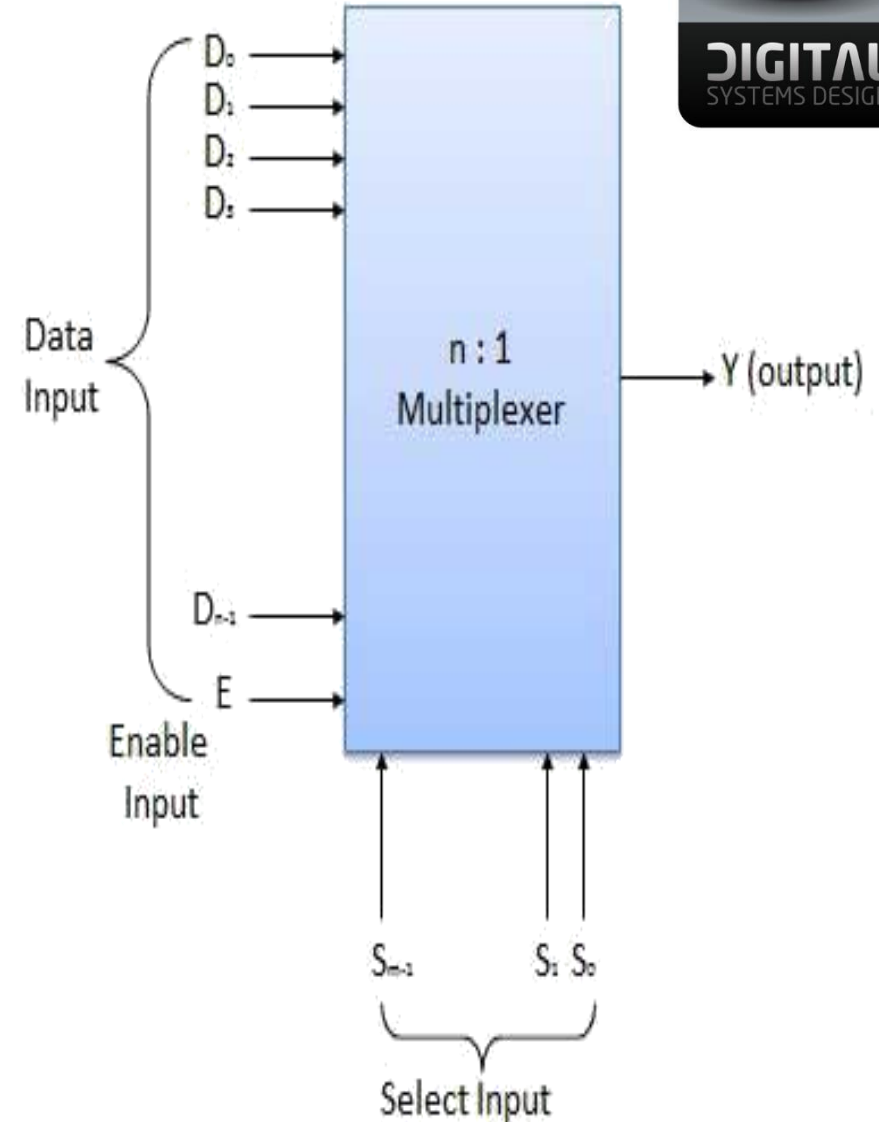 DIGITAL
SYSTEMS DESIGN
D₀
D₁
D₂
D₃
Data
Input
n : 1
Multiplexer
Y (output)
Dₙ₋₁
E
Enable
Input
Sₘ₋₁ S₁ S₀
Select Input